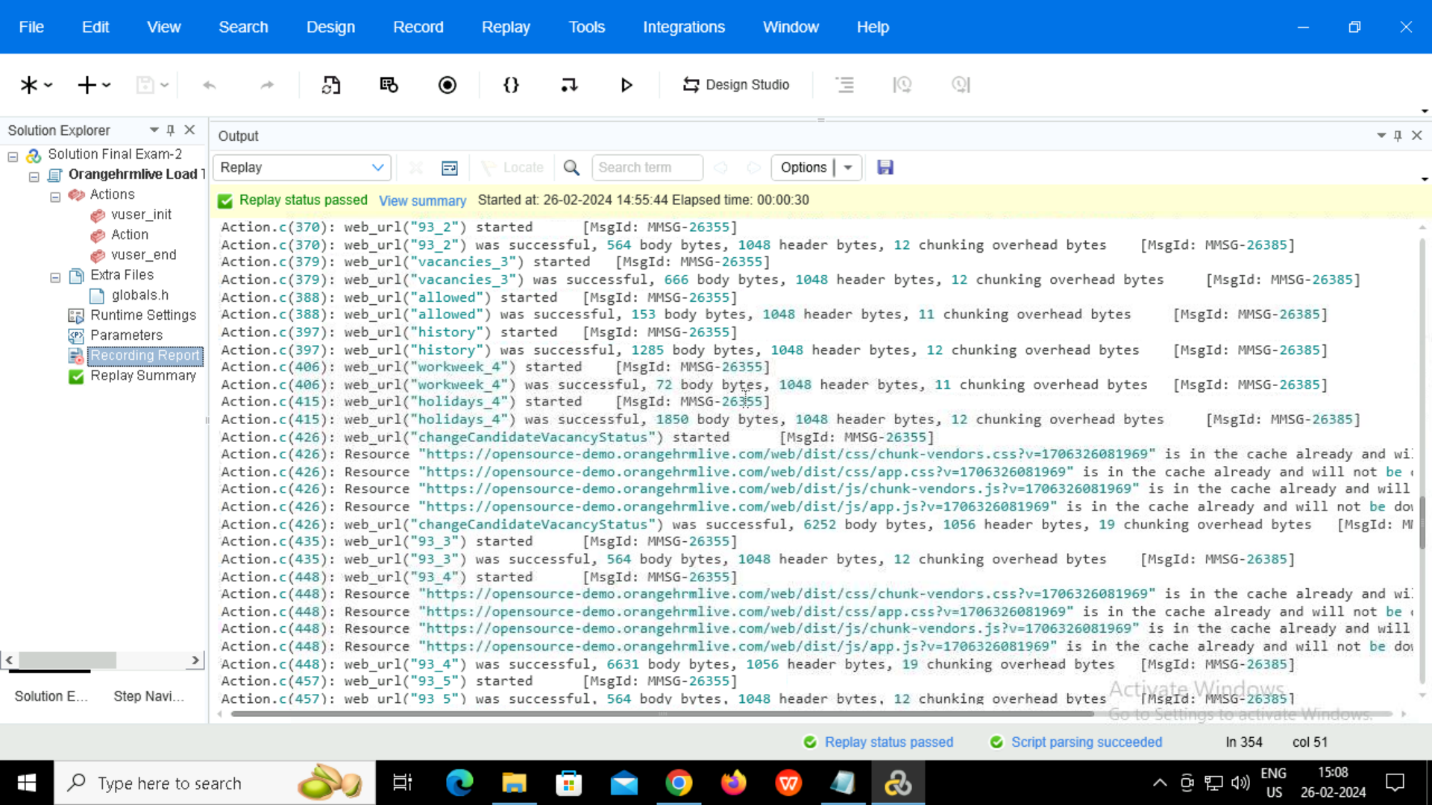 File Edit View Search Design Record Replay Tools Integrations Window Help
Design Studio
Solution Explorer
Output
Solution Final Exam-2
Orangehrmlive Load
Actions
vuser_init
Action
vuser_end
Extra Files
globals.h
Runtime Settings
Parameters
Recording Report
Replay Summary
Solution E... Step Navi...
Replay Locate Search term Options
Replay status passed View summary Started at: 26-02-2024 14:55:44 Elapsed time: 00:00:30
Action.c(370): web_url("93_2") started [MsgId: MMSG-26355]
Action.c(370): web_url("93_2") was successful, 564 body bytes, 1048 header bytes, 12 chunking overhead bytes [MsgId: MMSG-26385]
Action.c(379): web_url("vacancies_3") started [MsgId: MMSG-26355]
Action.c(379): web_url("vacancies_3") was successful, 666 body bytes, 1048 header bytes, 12 chunking overhead bytes [MsgId: MMSG-26385]
Action.c(388): web_url("allowed") started [MsgId: MMSG-26355]
Action.c(388): web_url("allowed") was successful, 153 body bytes, 1048 header bytes, 11 chunking overhead bytes [MsgId: MMSG-26385]
Action.c(397): web_url("history") started [MsgId: MMSG-26355]
Action.c(397): web_url("history") was successful, 1285 body bytes, 1048 header bytes, 12 chunking overhead bytes [MsgId: MMSG-26385]
Action.c(406): web_url("workweek_4") started [MsgId: MMSG-26355]
Action.c(406): web_url("workweek_4") was successful, 72 body bytes, 1048 header bytes, 11 chunking overhead bytes [MsgId: MMSG-26385]
Action.c(415): web_url("holidays_4") started [MsgId: MMSG-26355]
Action.c(415): web_url("holidays_4") was successful, 1850 body bytes, 1048 header bytes, 12 chunking overhead bytes [MsgId: MMSG-26385]
Action.c(426): web_url("changeCandidateVacancyStatus") started [MsgId: MMSG-26355]
Action.c(426): Resource "https://opensource-demo.orangehrmlive.com/web/dist/css/chunk-vendors.css?v=1706326081969" is in the cache already and wil
Action.c(426): Resource "https://opensource-demo.orangehrmlive.com/web/dist/css/app.css?v=1706326081969" is in the cache already and will not be
Action.c(426): Resource "https://opensource-demo.orangehrmlive.com/web/dist/js/chunk-vendors.js?v=1706326081969" is in the cache already and will
Action.c(426): Resource "https://opensource-demo.orangehrmlive.com/web/dist/js/app.js?v=1706326081969" is in the cache already and will not be dow
Action.c(426): web_url("changeCandidateVacancyStatus") was successful, 6252 body bytes, 1056 header bytes, 19 chunking overhead bytes [MsgId: MM
Action.c(435): web_url("93_3") started [MsgId: MMSG-26355]
Action.c(435): web_url("93_3") was successful, 564 body bytes, 1048 header bytes, 12 chunking overhead bytes [MsgId: MMSG-26385]
Action.c(448): web_url("93_4") started [MsgId: MMSG-26355]
Action.c(448): Resource "https://opensource-demo.orangehrmlive.com/web/dist/css/chunk-vendors.css?v=1706326081969" is in the cache already and wil
Action.c(448): Resource "https://opensource-demo.orangehrmlive.com/web/dist/css/app.css?v=1706326081969" is in the cache already and will not be
Action.c(448): Resource "https://opensource-demo.orangehrmlive.com/web/dist/js/chunk-vendors.js?v=1706326081969" is in the cache already and will
Action.c(448): Resource "https://opensource-demo.orangehrmlive.com/web/dist/js/app.js?v=1706326081969" is in the cache already and will not be dow
Action.c(448): web_url("93_4") was successful, 6631 body bytes, 1056 header bytes, 19 chunking overhead bytes [MsgId: MMSG-26385]
Action.c(457): web_url("93_5") started [MsgId: MMSG-26355]
Action.c(457): web_url("93_5") was successful, 564 body bytes, 1048 header bytes, 12 chunking overhead bytes [MsgId: MMSG-26385]
Activate Windows
Go to Settings to activate Windows.
Replay status passed Script parsing succeeded ln 354 col 51
Type here to search
ENG
US
15:08
26-02-2024